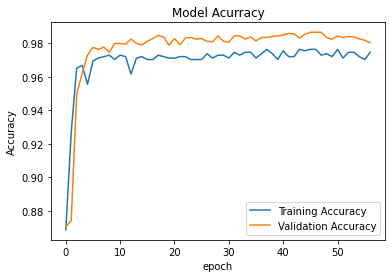 Model Acurracy
Accuracy
0.98
0.96
0.94
0.92
0.90
0.88
0
10
20
30
40
50
epoch
Training Accuracy
Validation Accuracy